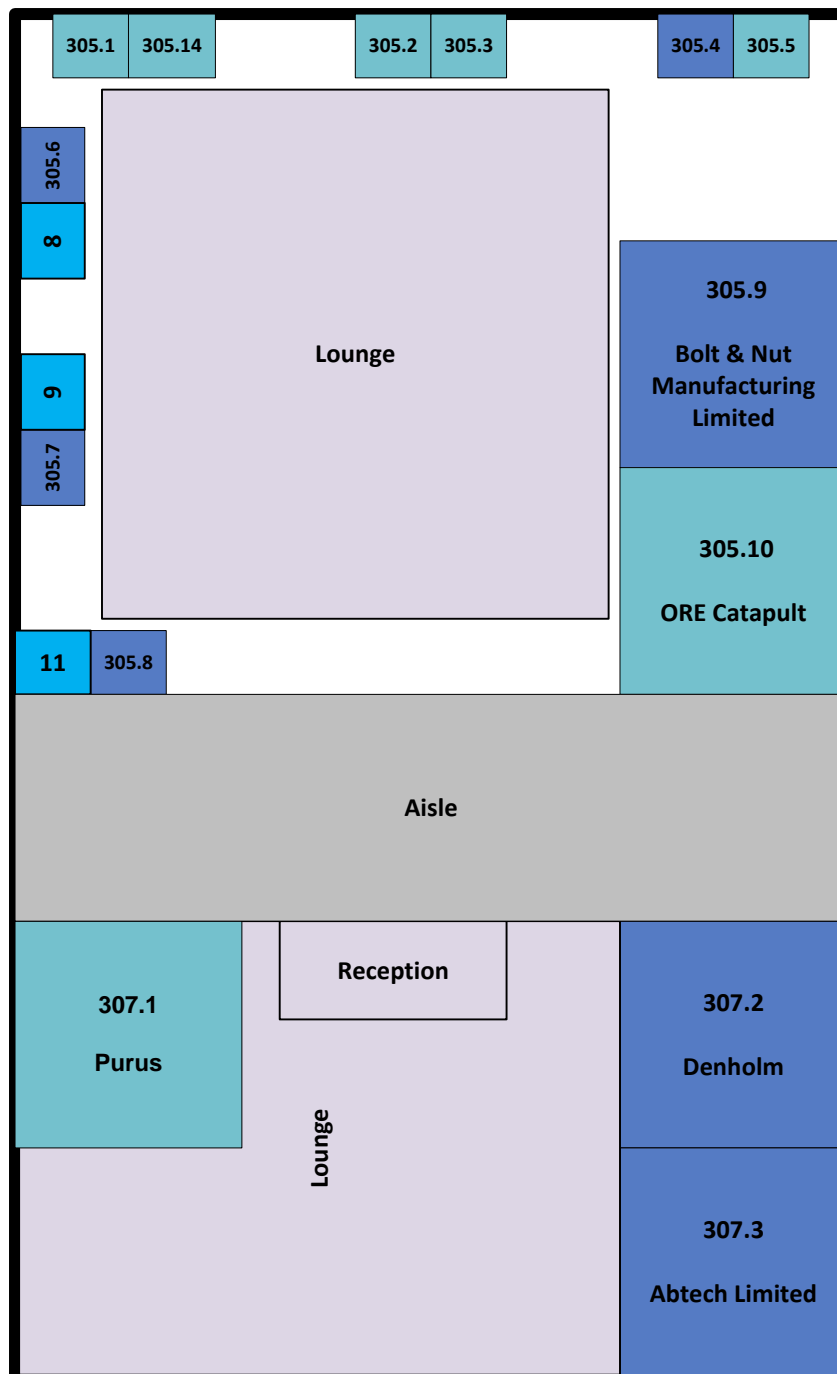 305.1
305.14
305.2
305.3
305.4
305.5
305.6
8
9
305.7
Lounge
305.9
Bolt & Nut
Manufacturing
Limited
305.10
ORE Catapult
11
305.8
Aisle
307.1
Purus
Reception
Lounge
307.2
Denholm
307.3
Abtech Limited